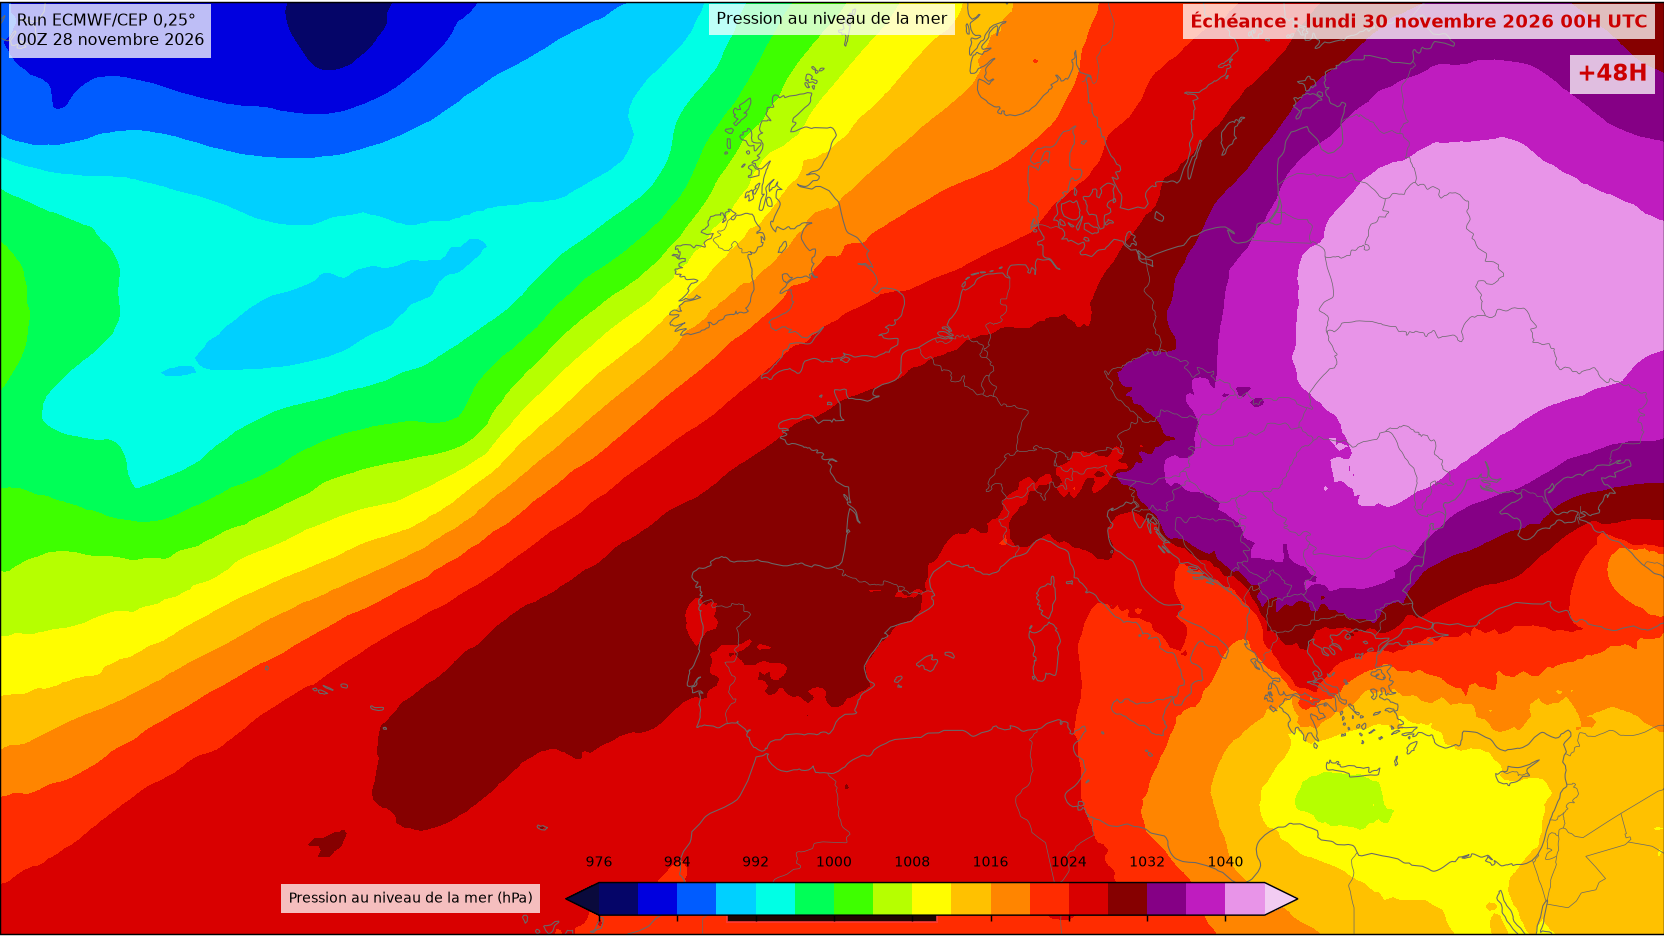 Run ECMWF/CEP 0,25°
00Z 28 novembre 2026
Pression au niveau de la mer
Échéance : lundi 30 novembre 2026 00H UTC
+48H
976 984 992 1000 1008 1016 1024 1032 1040
Pression au niveau de la mer (hPa)